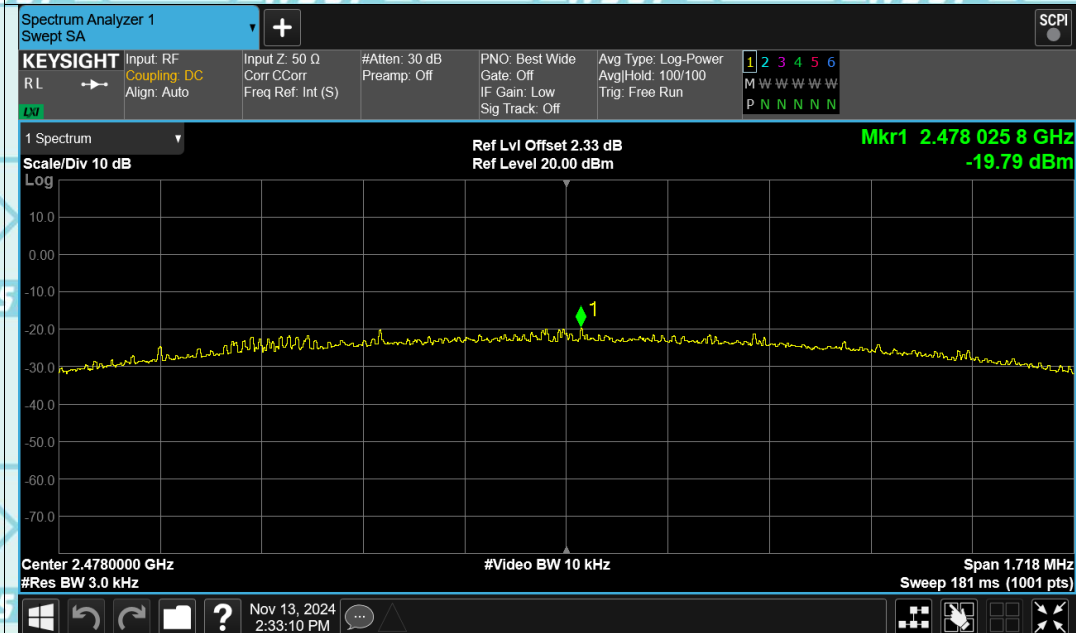 Spectrum Analyzer 1
Swept SA
+
SCPI
KEYSIGHT
R L
LXI
Input: RF
Coupling: DC
Align: Auto
Input Z: 50 Ω
Corr CCorr
Freq Ref: Int (S)
#Atten: 30 dB
Preamp: Off
PNO: Best Wide
Gate: Off
IF Gain: Low
Sig Track: Off
Avg Type: Log-Power
Avg|Hold: 100/100
Trig: Free Run
1 2 3 4 5 6
M W W W W W
P N N N N N
1 Spectrum
Scale/Div 10 dB
Log
Ref Lvl Offset 2.33 dB
Ref Level 20.00 dBm
Mkr1 2.478 025 8 GHz
-19.79 dBm
1
10.0
0.00
-10.0
-20.0
-30.0
-40.0
-50.0
-60.0
-70.0
Center 2.4780000 GHz
#Res BW 3.0 kHz
#Video BW 10 kHz
Span 1.718 MHz
Sweep 181 ms (1001 pts)
?
Nov 13, 2024
2:33:10 PM